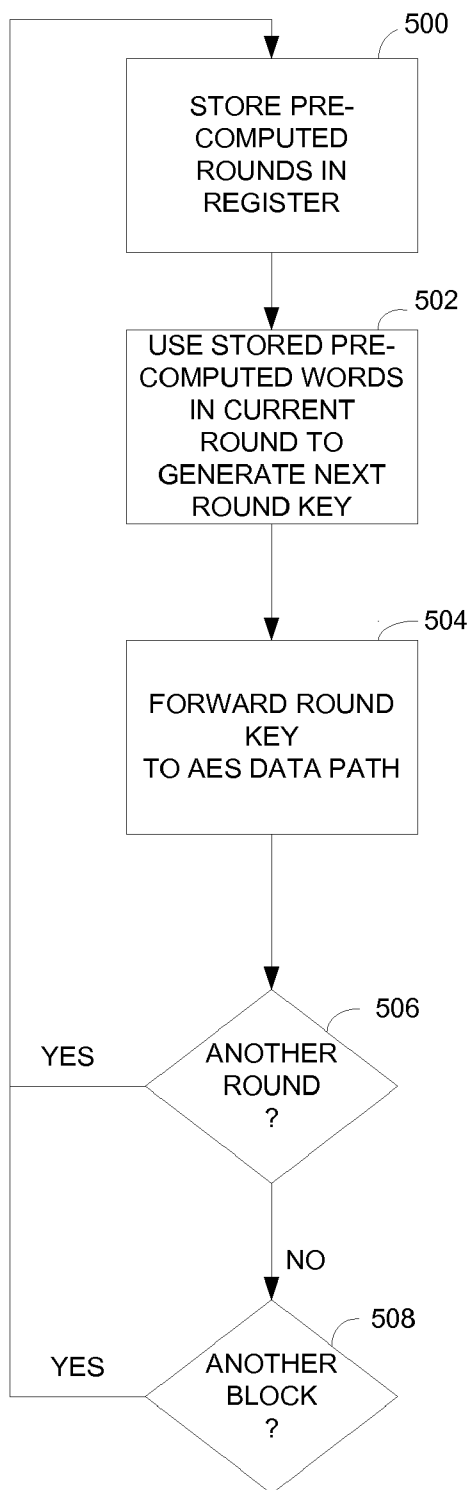 500
STORE PRE-
COMPUTED
ROUNDS IN
REGISTER
502
USE STORED PRE-
COMPUTED WORDS
IN CURRENT
ROUND TO
GENERATE NEXT
ROUND KEY
504
FORWARD ROUND
KEY
TO AES DATA PATH
506
YES
ANOTHER
ROUND
?
NO
508
YES
ANOTHER
BLOCK
?